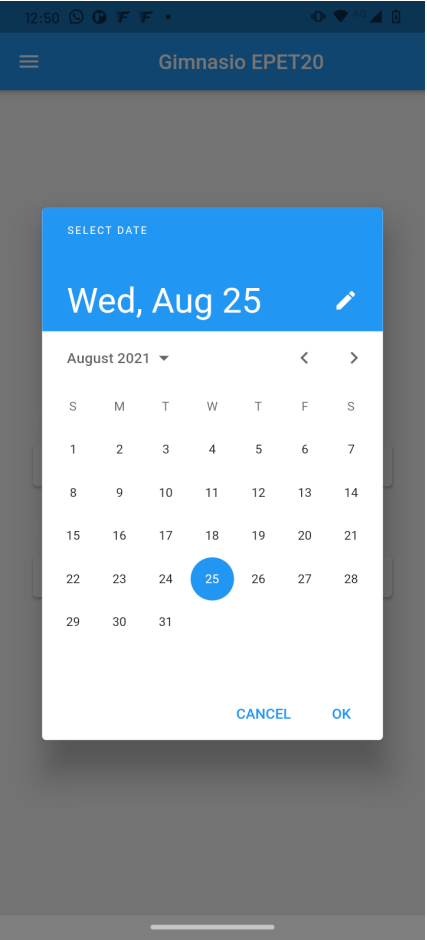 12:50
4G
Gimnasio EPET20
SELECT DATE
Wed, Aug 25
August 2021
S M T W T F S
1 2 3 4 5 6 7
8 9 10 11 12 13 14
15 16 17 18 19 20 21
22 23 24 25 26 27 28
29 30 31
CANCEL OK